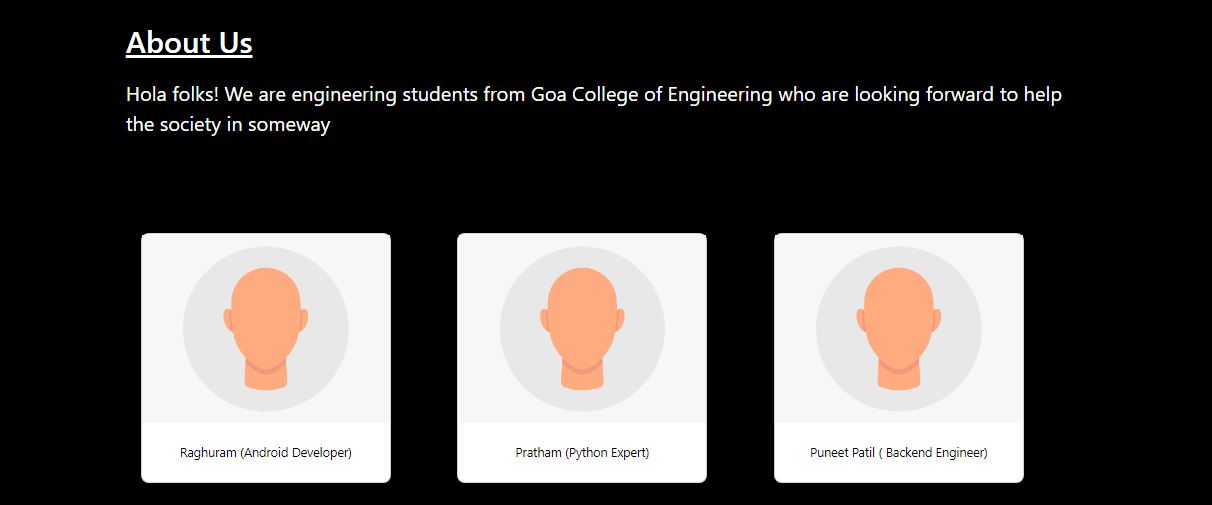 About Us
Hola folks! We are engineering students from Goa College of Engineering who are looking forward to help
the society in someway
Raghuram (Android Developer)
Pratham (Python Expert)
Puneet Patil ( Backend Engineer)